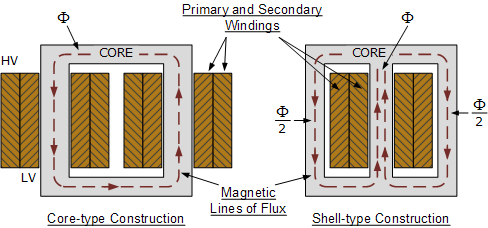 Φ
Primary and Secondary
Windings
Φ
HV
CORE
CORE
Φ
2
Φ
2
LV
Magnetic
Lines of Flux
Core-type Construction
Shell-type Construction